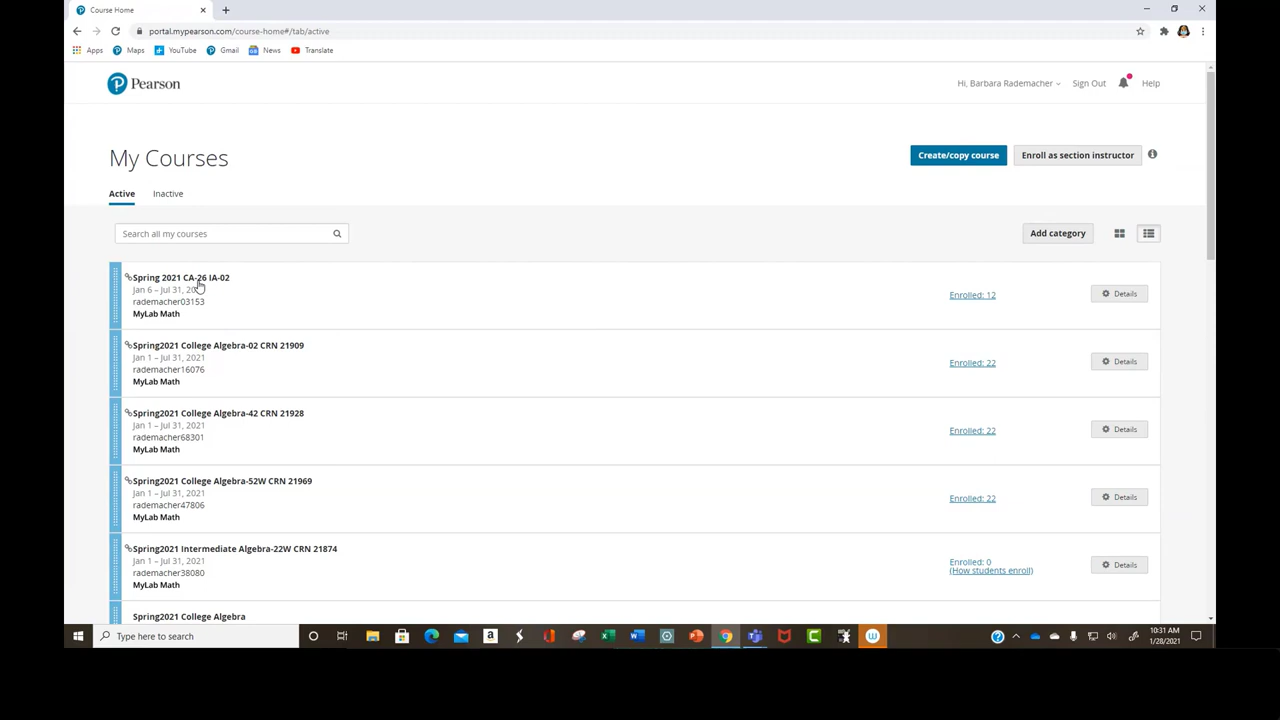 Course Home
portal.mypearson.com/course-home#/tab/active
Apps Maps YouTube Gmail News Translate
Pearson
Hi, Barbara Rademacher Sign Out Help
My Courses
Create/copy course Enroll as section instructor
Active Inactive
Search all my courses
Add category
Spring 2021 CA-26 IA-02
Jan 6 – Jul 31,
rademacher03153
MyLab Math
Enrolled: 12
Details
Spring2021 College Algebra-02 CRN 21909
Jan 1 – Jul 31, 2021
rademacher16076
MyLab Math
Enrolled: 22
Details
Spring2021 College Algebra-42 CRN 21928
Jan 1 – Jul 31, 2021
rademacher68301
MyLab Math
Enrolled: 22
Details
Spring2021 College Algebra-52W CRN 21969
Jan 1 – Jul 31, 2021
rademacher47806
MyLab Math
Enrolled: 22
Details
Spring2021 Intermediate Algebra-22W CRN 21874
Jan 1 – Jul 31, 2021
rademacher38080
MyLab Math
Enrolled: 0
(How students enroll)
Details
Spring2021 College Algebra
Type here to search
10:31 AM
1/28/2021